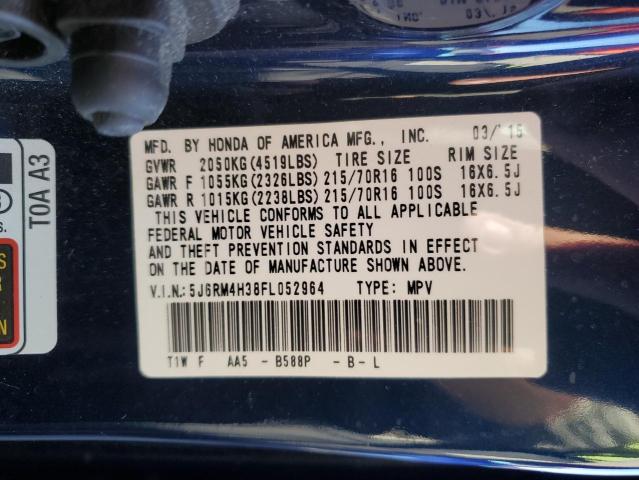 03/ 15
MFD. BY HONDA OF AMERICA MFG., INC. 03/ 15
GVWR 2050KG(4519LBS) TIRE SIZE RIM SIZE
GAWR F 1055KG(2326LBS) 215/70R16 100S 16X6.5J
GAWR R 1015KG(2238LBS) 215/70R16 100S 16X6.5J
THIS VEHICLE CONFORMS TO ALL APPLICABLE
FEDERAL MOTOR VEHICLE SAFETY
AND THEFT PREVENTION STANDARDS IN EFFECT
ON THE DATE OF MANUFACTURE SHOWN ABOVE.
V.I.N.:5J6RM4H38FL052964 TYPE: MPV
T1W F AA5 -B588P -B-L
T0A A3